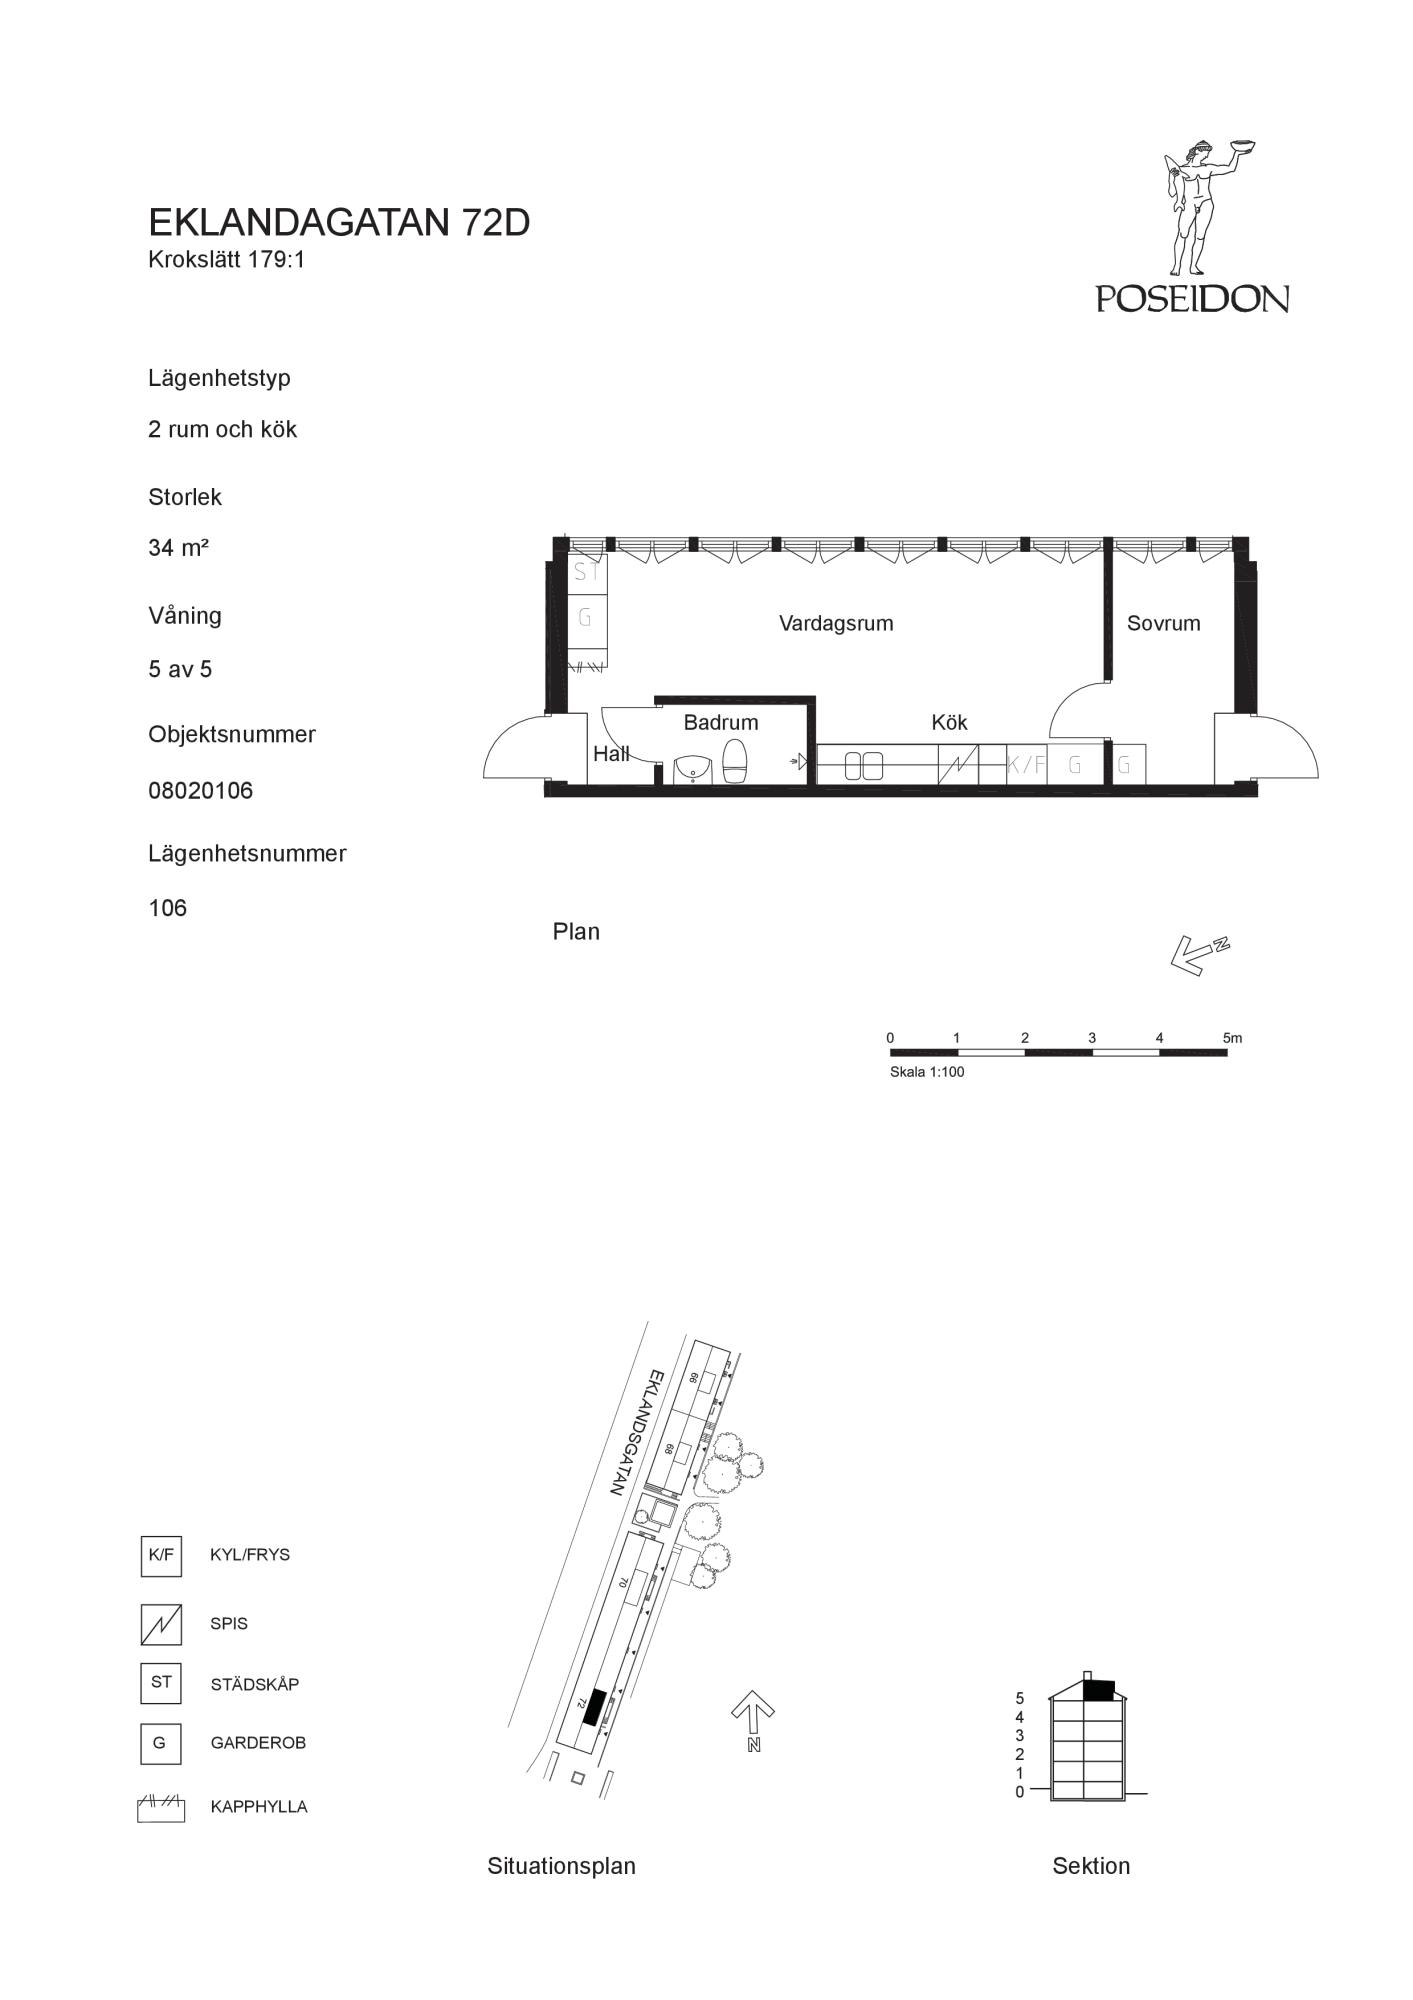 EKLANDAGATAN 72D
Krokslätt 179:1
POSEIDON
Lägenhetstyp
2 rum och kök
Storlek
34 m²
Våning
5 av 5
Objektsnummer
08020106
Lägenhetsnummer
106
ST
G
Vardagsrum
Sovrum
Badrum
Kök
Hall
K/F
G
G
Plan
N
0 1 2 3 4 5m
Skala 1:100
EKLANDSGATAN
66
68
70
72
N
K/F KYL/FRYS
SPIS
ST STÄDSKÅP
G GARDEROB
KAPPHYLLA
5
4
3
2
1
0
Situationsplan
Sektion